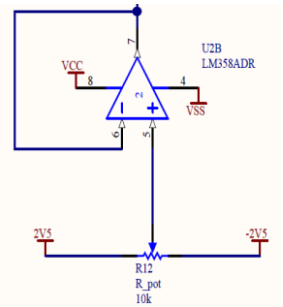 7
U2B
LM358ADR
VCC
8
2
4
VSS
6
5
2V5
-2V5
R12
R_pot
10k